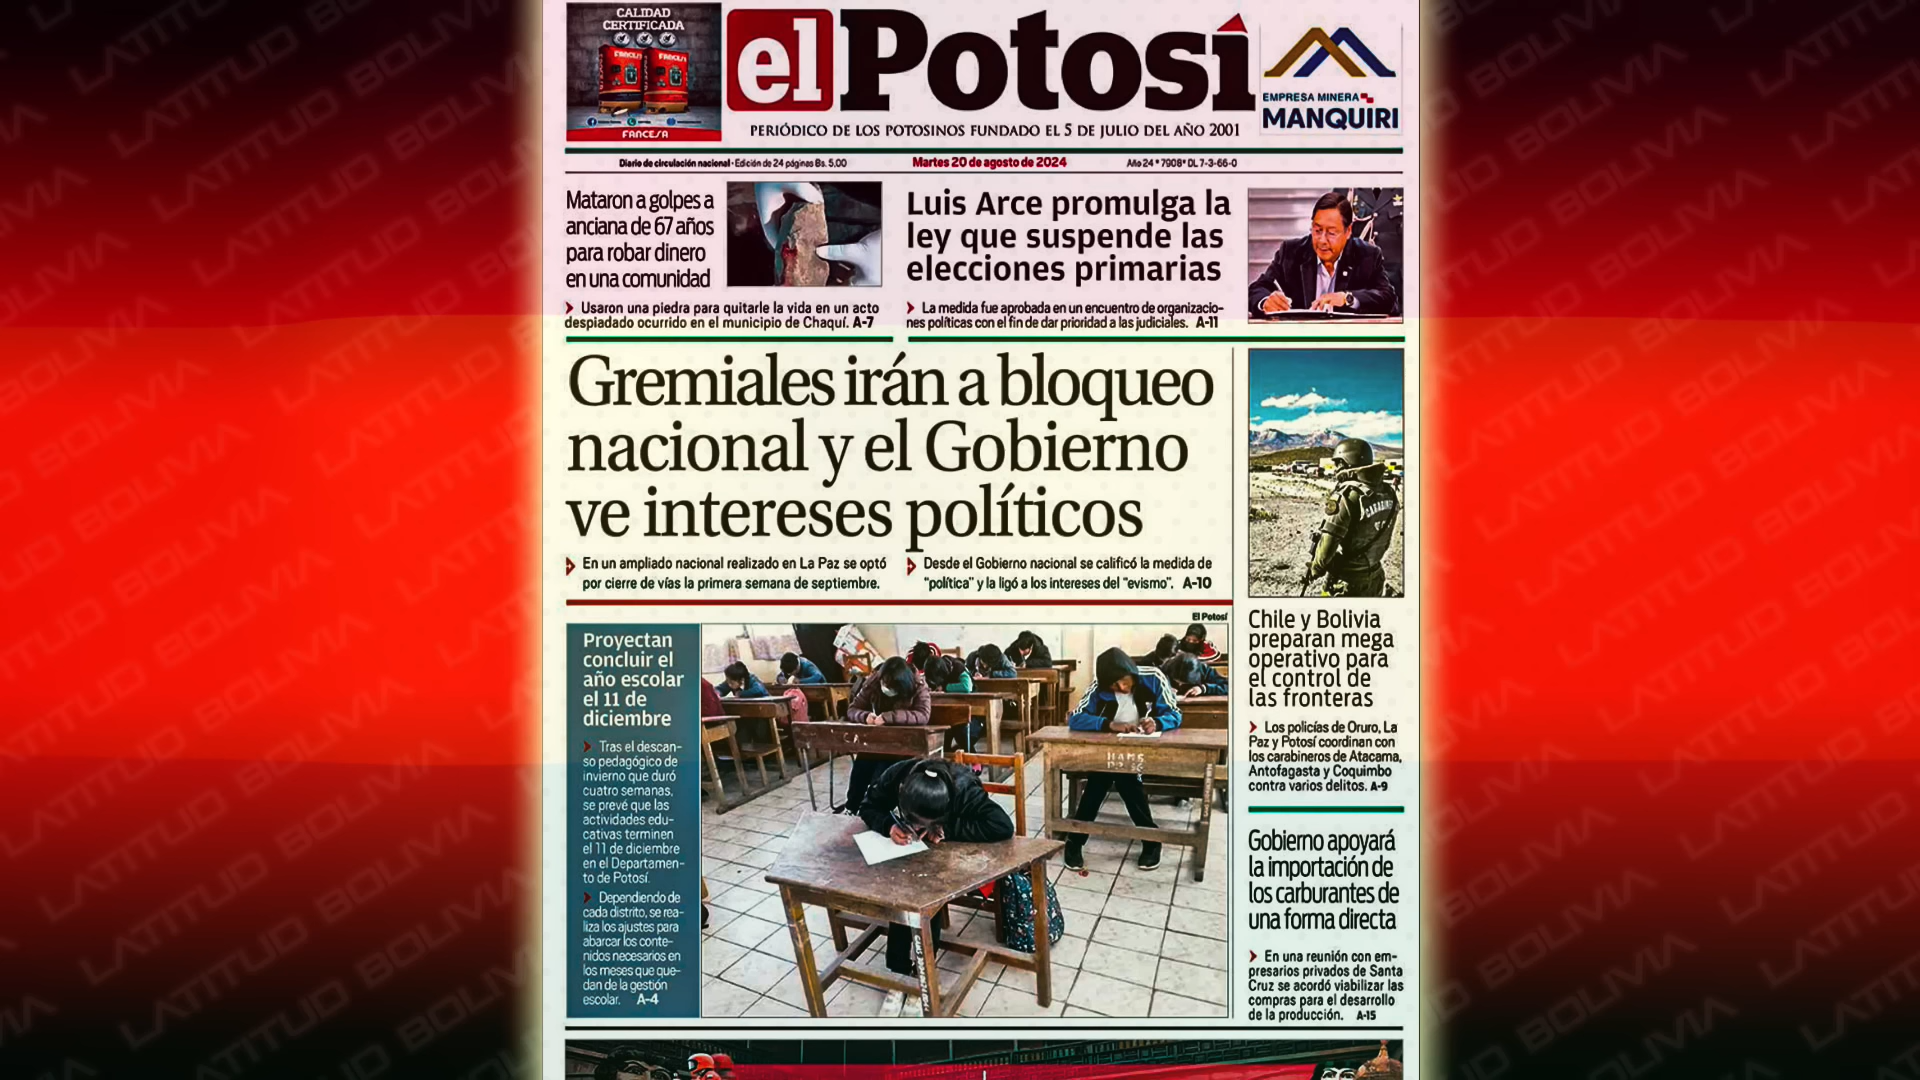 CALIDAD
CERTIFICADA
FANCESA
FANCESA
FANCESA
el Potosí
PERIÓDICO DE LOS POTOSINOS FUNDADO EL 5 DE JULIO DEL AÑO 2001
EMPRESA MINERA
MANQUIRI
Diario de circulación nacional · Edición de 24 páginas Bs. 5,00
Martes 20 de agosto de 2024
Año 24 * 7908* DL 7-3-66-0
Mataron a golpes a
anciana de 67 años
para robar dinero
en una comunidad
Usaron una piedra para quitarle la vida en un acto
despiadado ocurrido en el municipio de Chaquí. A-7
Luis Arce promulga la
ley que suspende las
elecciones primarias
La medida fue aprobada en un encuentro de organizacio-
nes políticas con el fin de dar prioridad a las judiciales. A-11
Gremiales irán a bloqueo
nacional y el Gobierno
ve intereses políticos
En un ampliado nacional realizado en La Paz se optó
por cierre de vías la primera semana de septiembre.
Desde el Gobierno nacional se calificó la medida de
"política" y la ligó a los intereses del "evismo". A-10
El Potosí
Proyectan
concluir el
año escolar
el 11 de
diciembre
Tras el descan-
so pedagógico de
invierno que duró
cuatro semanas,
se prevé que las
actividades edu-
cativas terminen
el 11 de diciembre
en el Departamen-
to de Potosí.
Dependiendo de
cada distrito, se rea-
liza los ajustes para
abarcar los conte-
nidos necesarios en
los meses que que-
dan de la gestión
escolar. A-4
Chile y Bolivia
preparan mega
operativo para
el control de
las fronteras
Los policías de Oruro, La
Paz y Potosí coordinan con
los carabineros de Atacama,
Antofagasta y Coquimbo
contra varios delitos. A-9
Gobierno apoyará
la importación de
los carburantes de
una forma directa
En una reunión con em-
presarios privados de Santa
Cruz se acordó viabilizar las
compras para el desarrollo
de la producción. A-15
LATITUD BOLIVIA